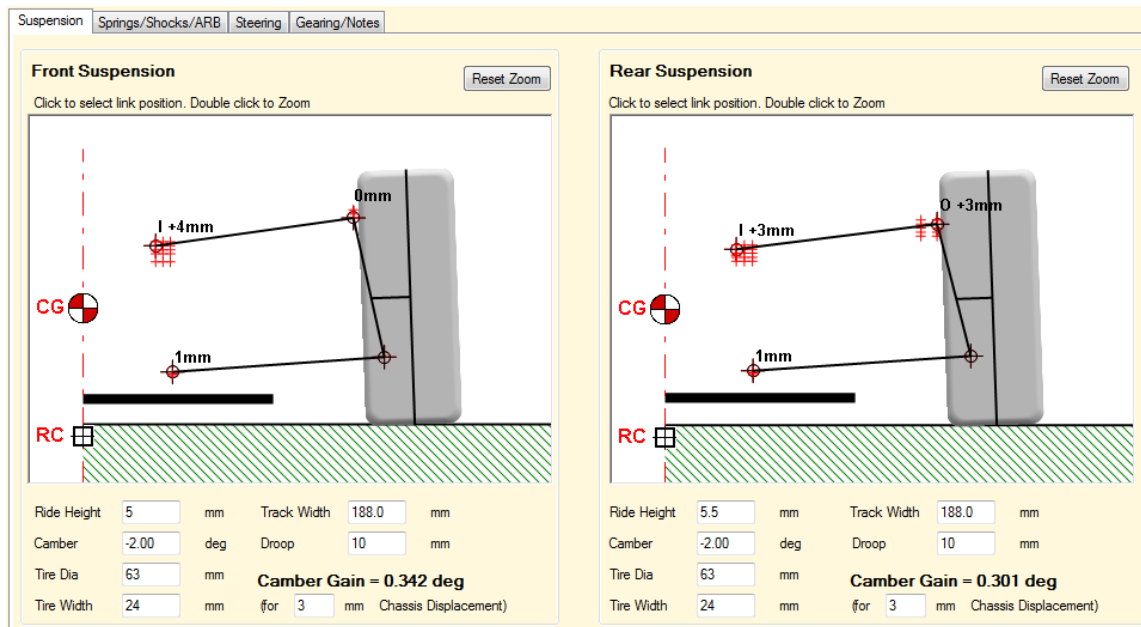 Suspension Springs/Shocks/ARB Steering Gearing/Notes
Front Suspension
Reset Zoom
Click to select link position. Double click to Zoom
0mm
I +4mm
CG
1mm
RC
Ride Height 5 mm Track Width 188.0 mm
Camber -2.00 deg Droop 10 mm
Tire Dia 63 mm Camber Gain = 0.342 deg
Tire Width 24 mm (for 3 mm Chassis Displacement)
Rear Suspension
Reset Zoom
Click to select link position. Double click to Zoom
O +3mm
I +3mm
CG
1mm
RC
Ride Height 5.5 mm Track Width 188.0 mm
Camber -2.00 deg Droop 10 mm
Tire Dia 63 mm Camber Gain = 0.301 deg
Tire Width 24 mm (for 3 mm Chassis Displacement)